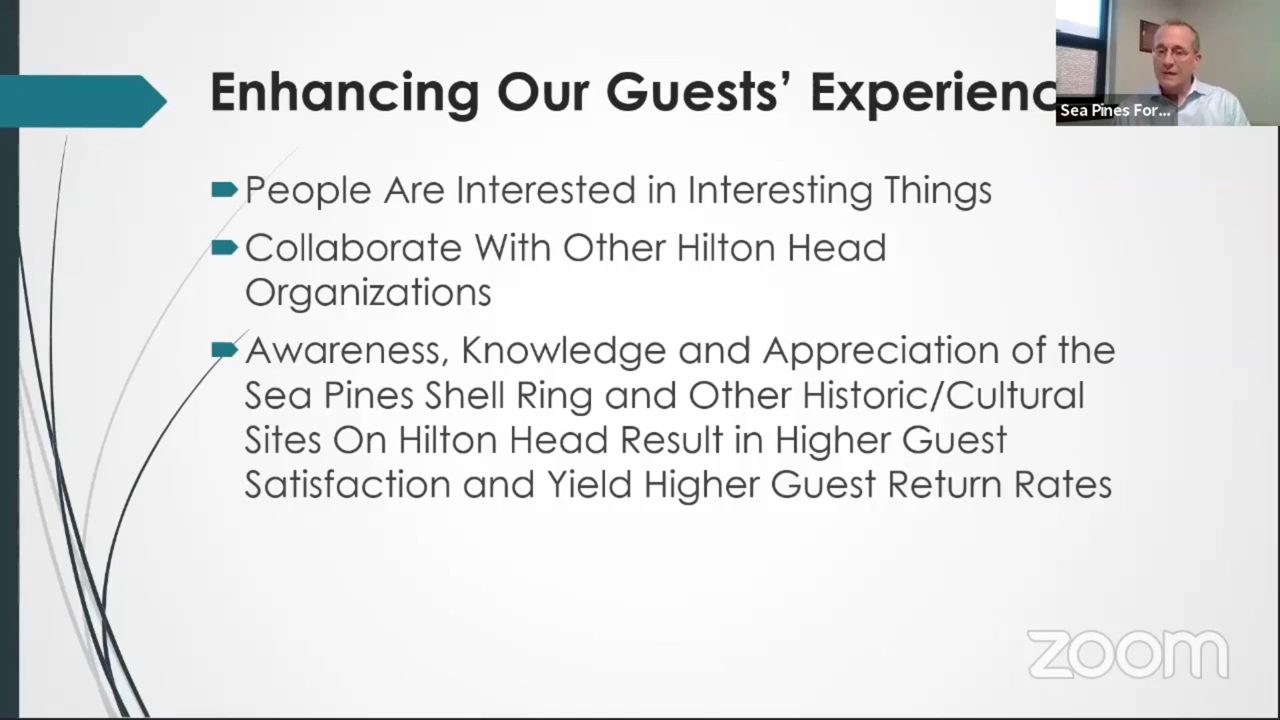 Enhancing Our Guests’ Experienc
Sea Pines For...
People Are Interested in Interesting Things
Collaborate With Other Hilton Head
Organizations
Awareness, Knowledge and Appreciation of the
Sea Pines Shell Ring and Other Historic/Cultural
Sites On Hilton Head Result in Higher Guest
Satisfaction and Yield Higher Guest Return Rates
zoom